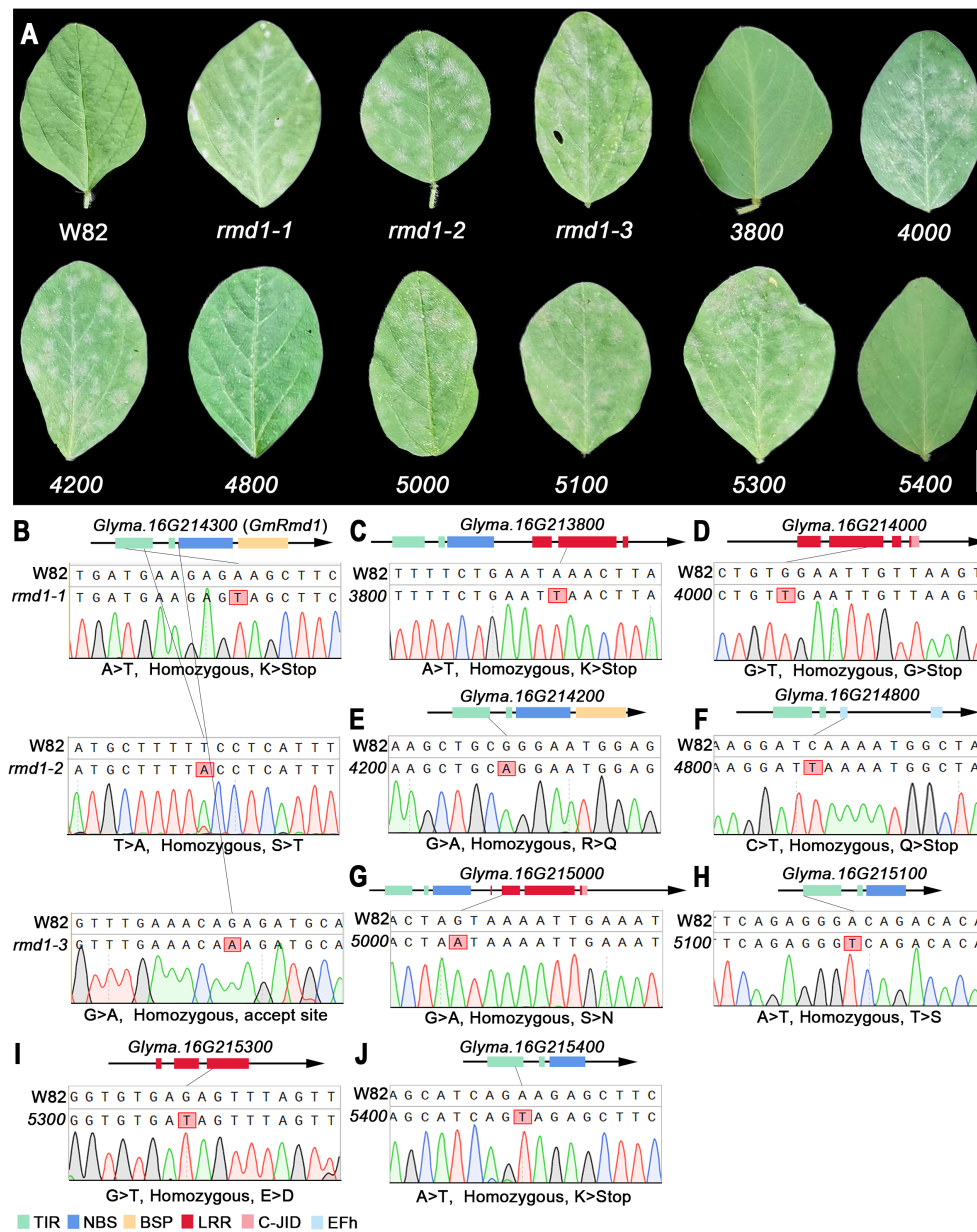 A
W82 rmd1-1 rmd1-2 rmd1-3 3800 4000
4200 4800 5000 5100 5300 5400
B
Glyma.16G214300 (GmRmd1)
W82 T G A T G A A G A G A A G C T T C
rmd1-1 T G A T G A A G A G T A G C T T C
A>T, Homozygous, K>Stop
W82 A T G C T T T T T C C T C A T T T
rmd1-2 A T G C T T T T A C C T C A T T T
T>A, Homozygous, S>T
W82 G T T T G A A A C A G A G A T G C A
rmd1-3 G T T T G A A A C A A A G A T G C A
G>A, Homozygous, accept site
C
Glyma.16G213800
W82 T T T T C T G A A T A A A C T T A
3800 T T T T C T G A A T T A A C T T A
A>T, Homozygous, K>Stop
D
Glyma.16G214000
W82 C T G T G G A A T T G T T A A G T
4000 C T G T T G A A T T G T T A A G T
G>T, Homozygous, G>Stop
E
Glyma.16G214200
W82 A A G C T G C G G G A A T G G A G
4200 A A G C T G C A G G A A T G G A G
G>A, Homozygous, R>Q
F
Glyma.16G214800
W82 A A G G A T C A A A A T G G C T A
4800 A A G G A T T A A A A T G G C T A
C>T, Homozygous, Q>Stop
G
Glyma.16G215000
W82 A C T A G T A A A A T T G A A A T
5000 A C T A A T A A A A T T G A A A T
G>A, Homozygous, S>N
H
Glyma.16G215100
W82 T C A G A G G G A C A G A C A C A
5100 T C A G A G G G T C A G A C A C A
A>T, Homozygous, T>S
I
Glyma.16G215300
W82 G G T G T G A G A G T T T A G T T
5300 G G T G T G A T A G T T T A G T T
G>T, Homozygous, E>D
J
Glyma.16G215400
W82 A G C A T C A G A A G A G C T T C
5400 A G C A T C A G T A G A G C T T C
A>T, Homozygous, K>Stop
TIR NBS BSP LRR C-JID EFh